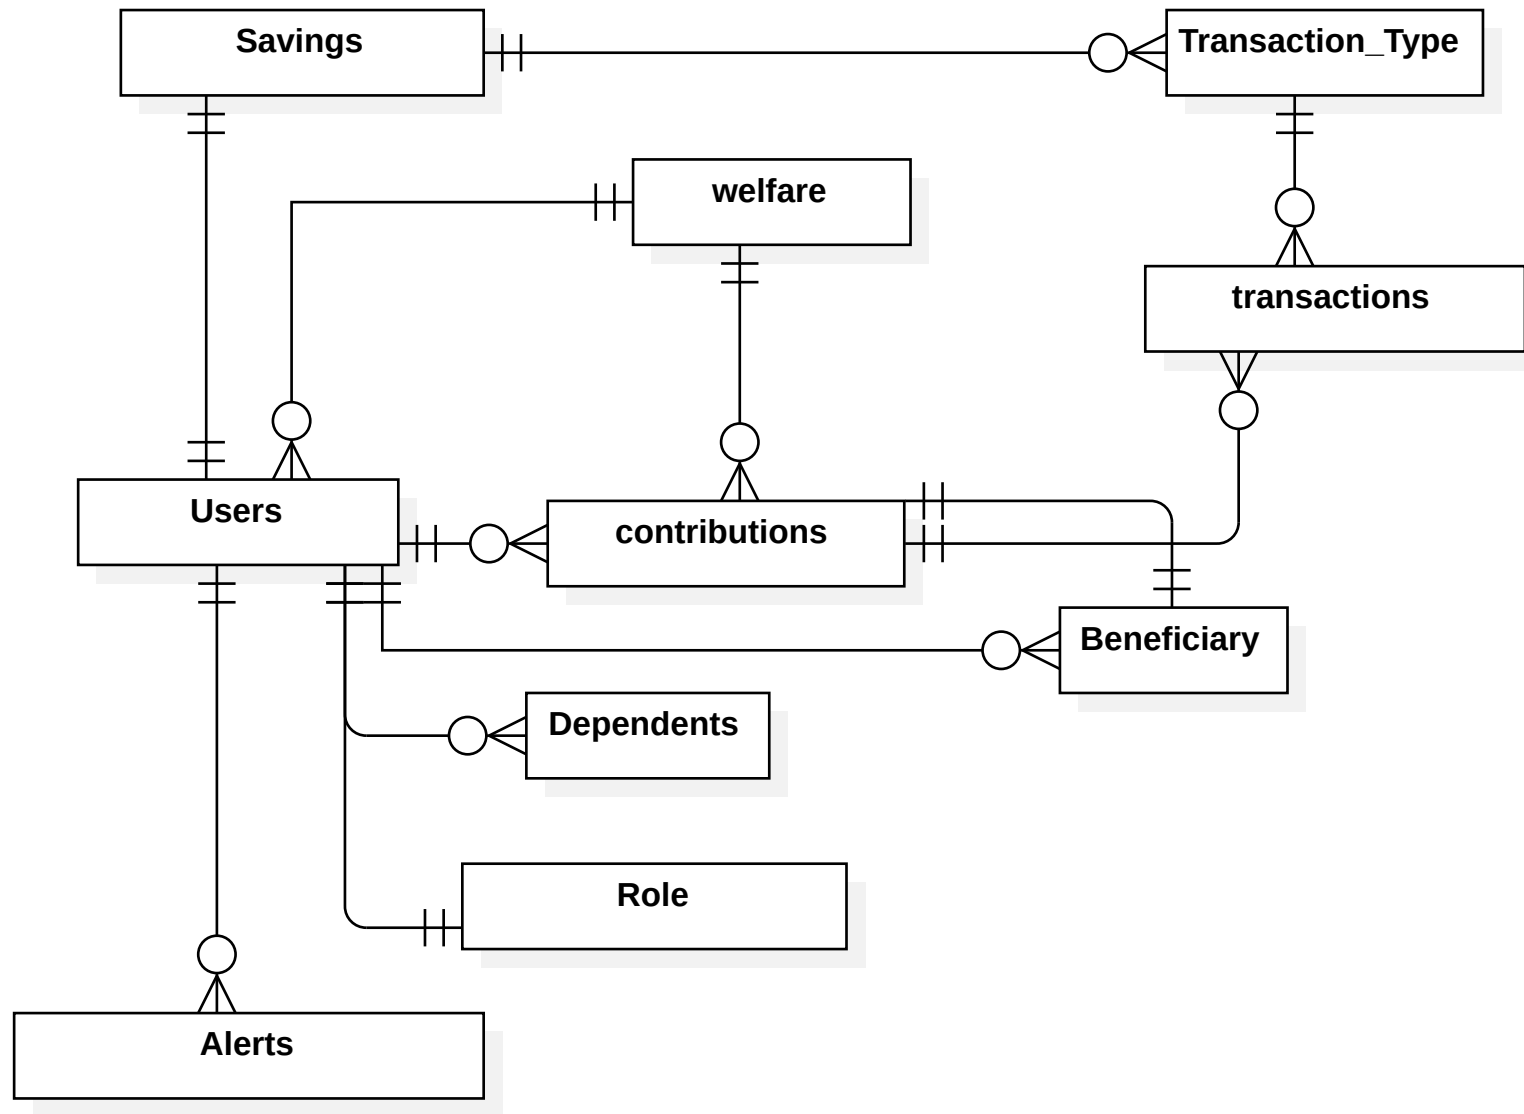 Savings
Transaction_Type
welfare
transactions
Users
contributions
Beneficiary
Dependents
Role
Alerts